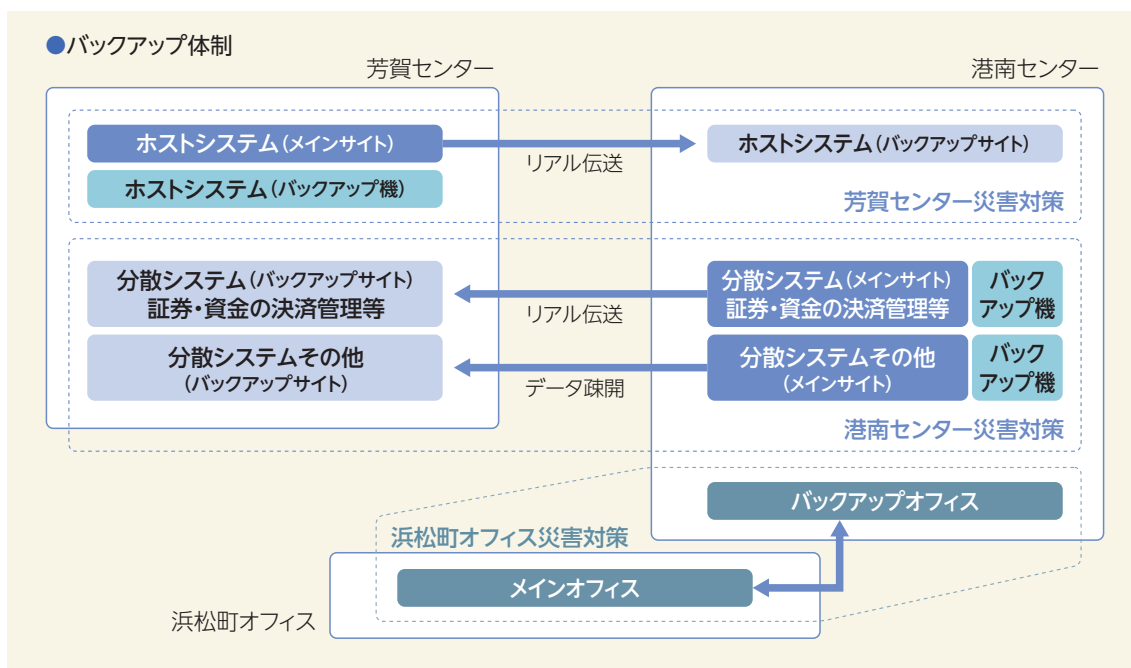 ●バックアップ体制
芳賀センター
港南センター
ホストシステム(メインサイト)
リアル伝送
ホストシステム(バックアップサイト)
ホストシステム(バックアップ機)
芳賀センター災害対策
分散システム(バックアップサイト)
証券・資金の決済管理等
リアル伝送
分散システム(メインサイト)
証券・資金の決済管理等
バック
アップ機
分散システムその他
(バックアップサイト)
データ疎開
分散システムその他
(メインサイト)
バック
アップ機
港南センター災害対策
バックアップオフィス
浜松町オフィス災害対策
メインオフィス
浜松町オフィス